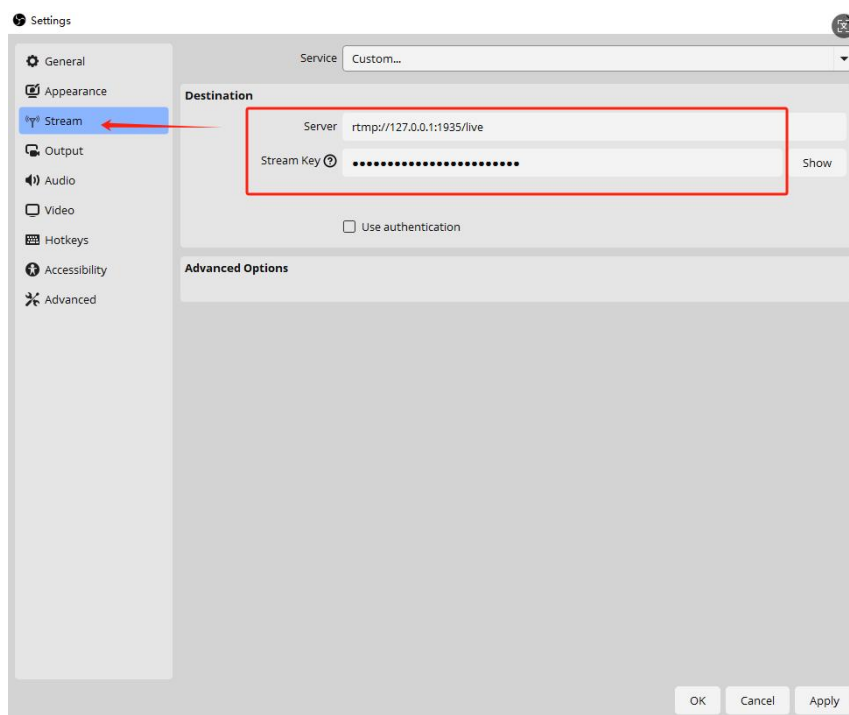 Settings
General
Appearance
Stream
Output
Audio
Video
Hotkeys
Accessibility
Advanced
Service Custom...
Destination
Server rtmp://127.0.0.1:1935/live
Stream Key ●●●●●●●●●●●●●●●●●●●●●●●● Show
Use authentication
Advanced Options
OK Cancel Apply